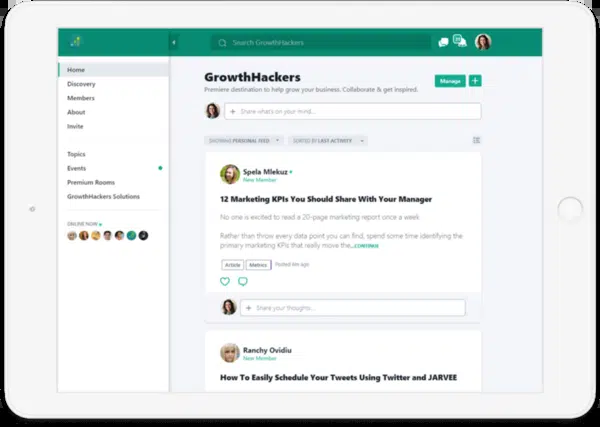 Search GrowthHackers
Home
Discovery
Members
About
Invite
Topics
Events
Premium Rooms
GrowthHackers Solutions
ONLINE NOW
GrowthHackers
Manage
Premiere destination to help grow your business. Collaborate & get inspired.
Share what's on your mind...
SHOWING PERSONAL FEED
SORTED BY LAST ACTIVITY
Spela Mlekuz
New Member
12 Marketing KPIs You Should Share With Your Manager
No one is excited to read a 20-page marketing report once a week.
Rather than throw every data point you can find, spend some time identifying the
primary marketing KPIs that really move the...CONTINUE
Article Metrics
Share your thoughts...
Ranchy Ovidiu
New Member
How To Easily Schedule Your Tweets Using Twitter and JARVEE